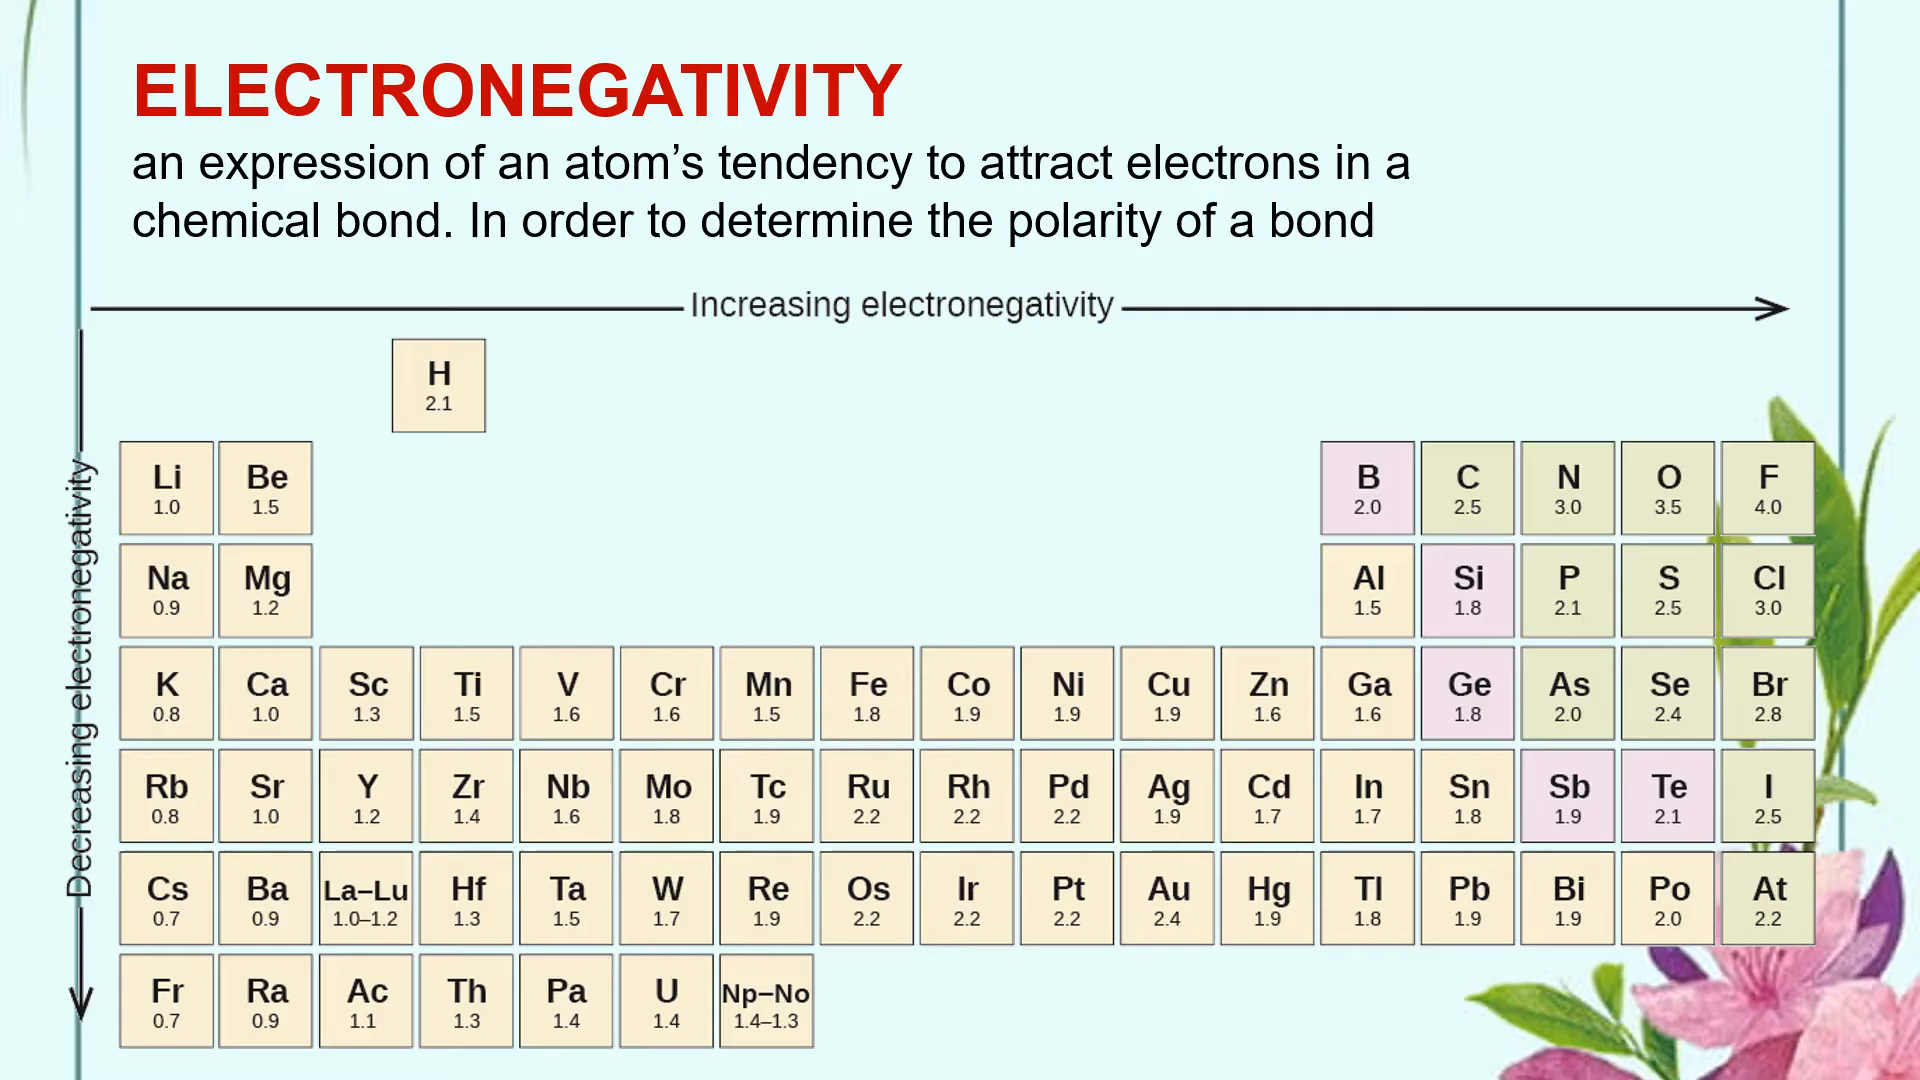 ELECTRONEGATIVITY
an expression of an atom’s tendency to attract electrons in a
chemical bond. In order to determine the polarity of a bond
Increasing electronegativity
Decreasing electronegativity
H
2.1
Li Be B C N O F
1.0 1.5 2.0 2.5 3.0 3.5 4.0
Na Mg Al Si P S Cl
0.9 1.2 1.5 1.8 2.1 2.5 3.0
K Ca Sc Ti V Cr Mn Fe Co Ni Cu Zn Ga Ge As Se Br
0.8 1.0 1.3 1.5 1.6 1.6 1.5 1.8 1.9 1.9 1.9 1.6 1.6 1.8 2.0 2.4 2.8
Rb Sr Y Zr Nb Mo Tc Ru Rh Pd Ag Cd In Sn Sb Te I
0.8 1.0 1.2 1.4 1.6 1.8 1.9 2.2 2.2 2.2 1.9 1.7 1.7 1.8 1.9 2.1 2.5
Cs Ba La–Lu Hf Ta W Re Os Ir Pt Au Hg Tl Pb Bi Po At
0.7 0.9 1.0–1.2 1.3 1.5 1.7 1.9 2.2 2.2 2.2 2.4 1.9 1.8 1.9 1.9 2.0 2.2
Fr Ra Ac Th Pa U Np–No
0.7 0.9 1.1 1.3 1.4 1.4 1.4–1.3